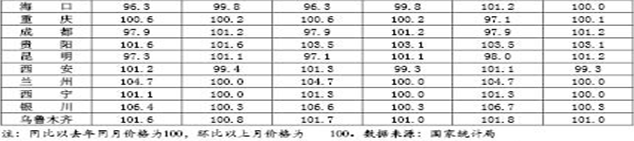 海 口 96.3 99.8 96.3 99.8 101.2 100.0
重 庆 100.6 100.2 100.6 100.2 97.1 100.1
成 都 97.9 101.2 97.9 101.2 97.9 101.2
贵 阳 101.6 101.6 103.5 103.1 103.5 103.1
昆 明 97.3 101.1 97.1 101.1 98.0 101.2
西 安 101.2 99.4 101.3 99.3 101.1 99.3
兰 州 104.7 100.0 104.7 100.0 104.7 100.0
西 宁 101.1 100.0 101.3 100.0 101.3 100.0
银 川 106.4 100.3 106.6 100.3 106.7 100.3
乌鲁木齐 101.6 100.8 101.7 101.0 101.8 101.0
注: 同比以去年同月价格为100, 环比以上月价格为 100。数据来源: 国家统计局